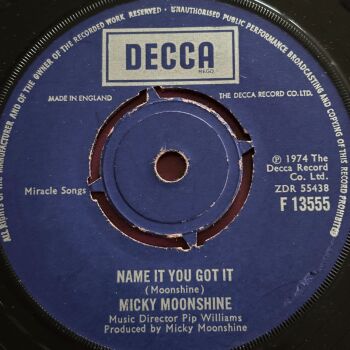 ALL RIGHTS OF THE MANUFACTURER AND OF THE OWNER OF THE RECORDED WORK RESERVED • UNAUTHORISED PUBLIC PERFORMANCE BROADCASTING AND COPYING OF THIS RECORD PROHIBITED
DECCA
MADE IN ENGLAND
THE DECCA RECORD CO. LTD.
℗ 1974 The
Decca Record
Co. Ltd.
ZDR 55438
F 13555
Miracle Songs
NAME IT YOU GOT IT
(Moonshine)
MICKY MOONSHINE
Music Director Pip Williams
Produced by Micky Moonshine